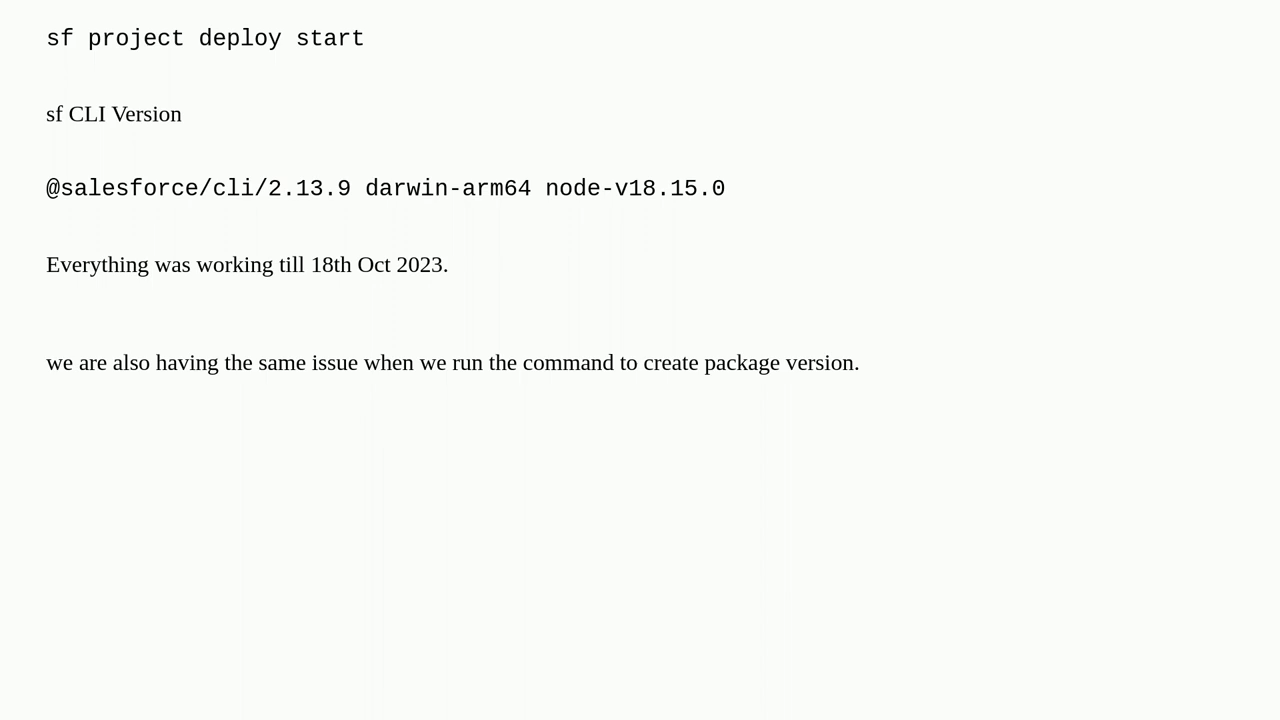 sf project deploy start
sf CLI Version
@salesforce/cli/2.13.9 darwin-arm64 node-v18.15.0
Everything was working till 18th Oct 2023.
we are also having the same issue when we run the command to create package version.